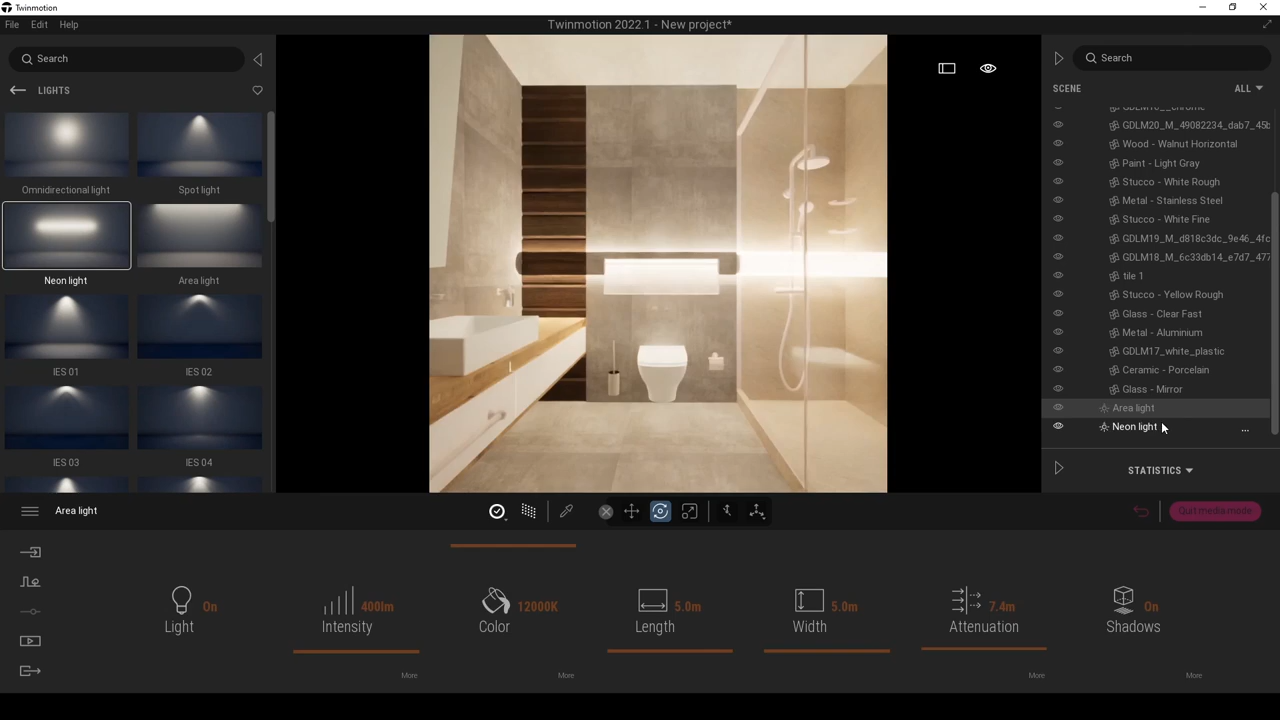 Twinmotion
File Edit Help
Twinmotion 2022.1 - New project*
Search
LIGHTS
Omnidirectional light
Spot light
Neon light
Area light
IES 01
IES 02
IES 03
IES 04
Search
SCENE
ALL
GDLM20_M_49082234_dab7_45b
Wood - Walnut Horizontal
Paint - Light Gray
Stucco - White Rough
Metal - Stainless Steel
Stucco - White Fine
GDLM19_M_d818c3dc_9e46_4fc
GDLM18_M_6c33db14_e7d7_477
tile 1
Stucco - Yellow Rough
Glass - Clear Fast
Metal - Aluminium
GDLM17_white_plastic
Ceramic - Porcelain
Glass - Mirror
Area light
Neon light ...
STATISTICS
Area light
Quit media mode
On
Light
400lm
Intensity
More
12000K
Color
More
5.0m
Length
5.0m
Width
7.4m
Attenuation
More
On
Shadows
More